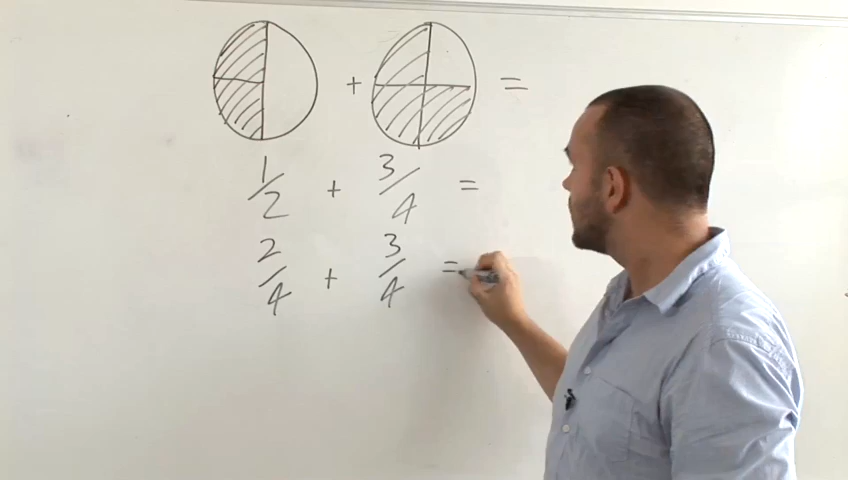 + =
1/2 + 3/4 =
2/4 + 3/4 =